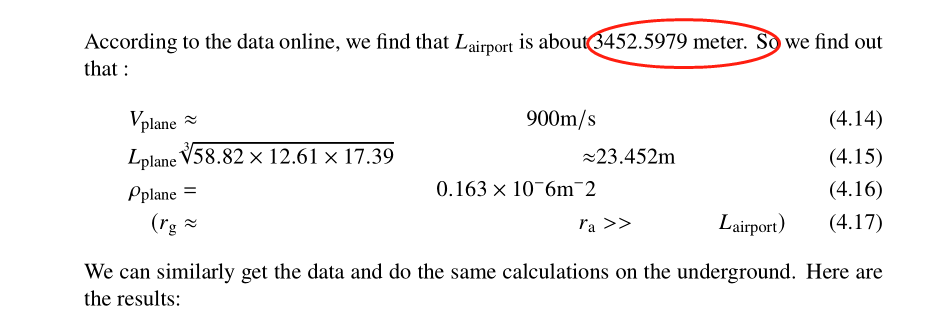 According to the data online, we find that L_airport is about 3452.5979 meter. So we find out
that :
V_plane ≈ 900m/s (4.14)
L_plane ∛58.82 × 12.61 × 17.39 ≈23.452m (4.15)
ρ_plane = 0.163 × 10⁻6m⁻2 (4.16)
(r_g ≈ r_a >> L_airport) (4.17)
We can similarly get the data and do the same calculations on the underground. Here are
the results: